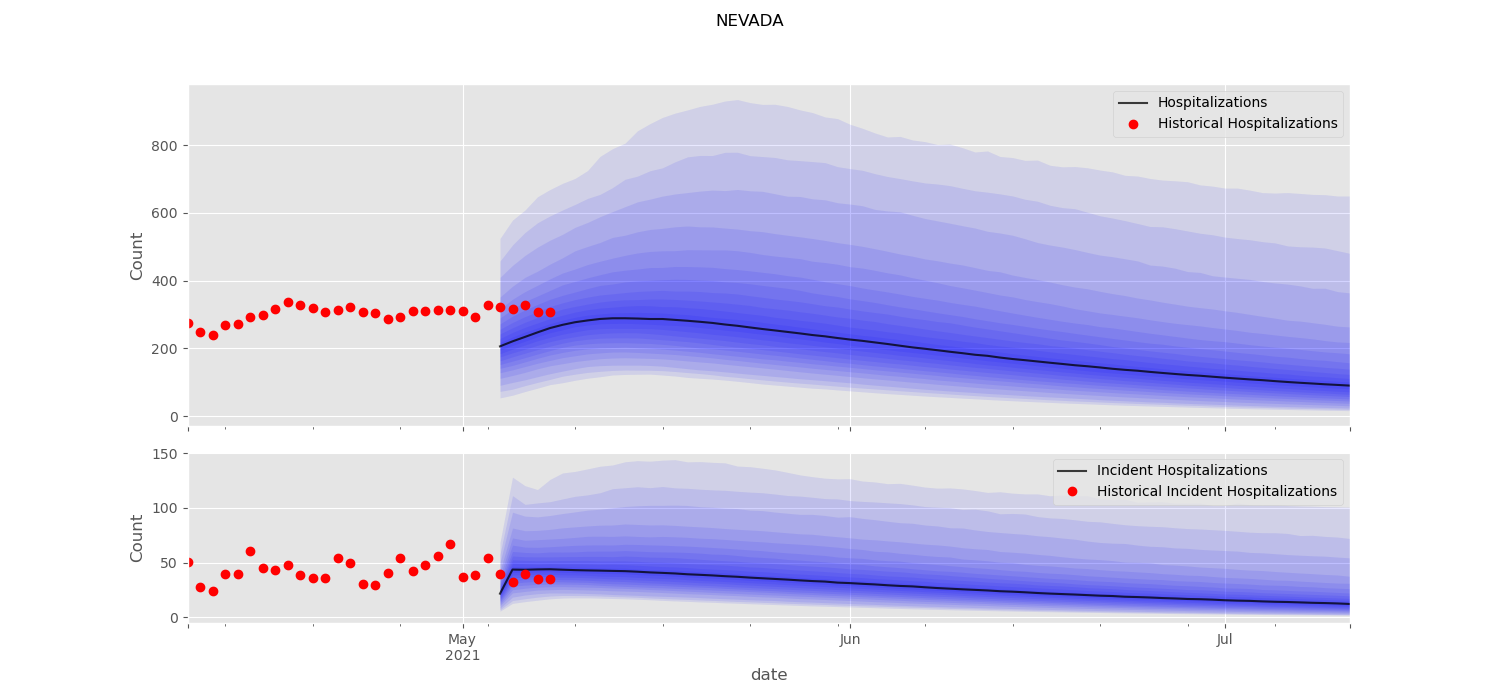 NEVADA
Hospitalizations
Historical Hospitalizations
800
600
400
200
0
Count
Incident Hospitalizations
Historical Incident Hospitalizations
150
100
50
0
Count
May
2021
Jun
Jul
date